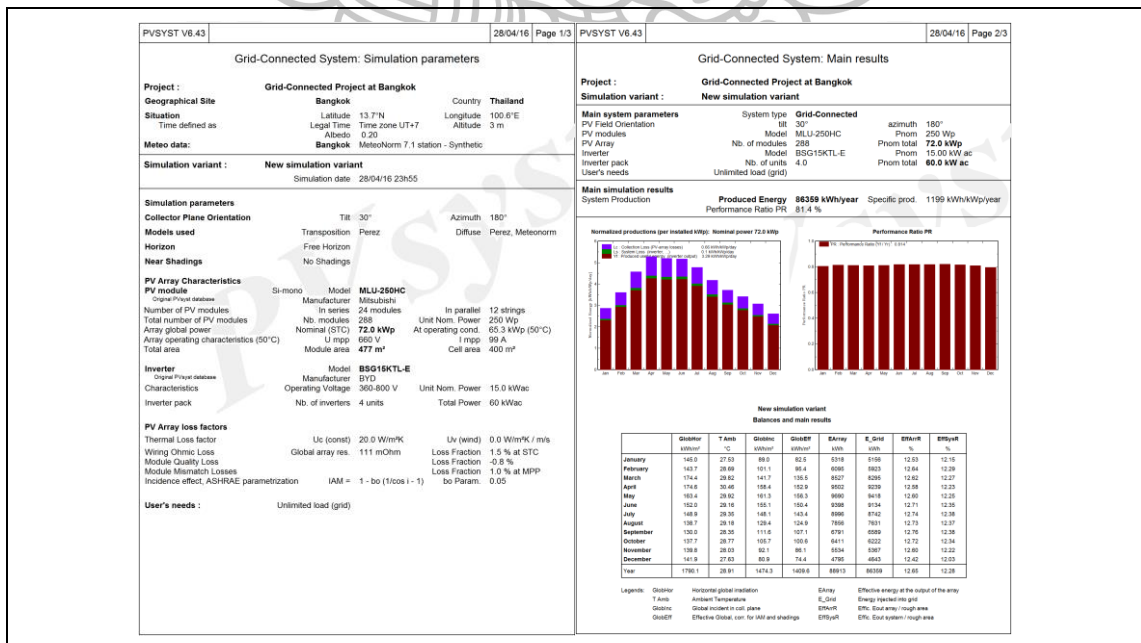 PVSYST V6.43 28/04/16 Page 1/3
Grid-Connected System: Simulation parameters
Project : Grid-Connected Project at Bangkok
Geographical Site Bangkok Country Thailand
Situation Latitude 13.7°N Longitude 100.6°E
Time defined as Legal Time Time zone UT+7 Altitude 3 m
Albedo 0.20
Meteo data: Bangkok MeteoNorm 7.1 station - Synthetic
Simulation variant : New simulation variant
Simulation date 28/04/16 23h55
Simulation parameters
Collector Plane Orientation Tilt 30° Azimuth 180°
Models used Transposition Perez Diffuse Perez, Meteonorm
Horizon Free Horizon
Near Shadings No Shadings
PV Array Characteristics
PV module Si-mono Model MLU-250HC
Original PVsyst database Manufacturer Mitsubishi
Number of PV modules In series 24 modules In parallel 12 strings
Total number of PV modules Nb. modules 288 Unit Nom. Power 250 Wp
Array global power Nominal (STC) 72.0 kWp At operating cond. 65.3 kWp (50°C)
Array operating characteristics (50°C) U mpp 660 V I mpp 99 A
Total area Module area 477 m² Cell area 400 m²
Inverter Model BSG15KTL-E
Original PVsyst database Manufacturer BYD
Characteristics Operating Voltage 360-800 V Unit Nom. Power 15.0 kWac
Inverter pack Nb. of inverters 4 units Total Power 60 kWac
PV Array loss factors
Thermal Loss factor Uc (const) 20.0 W/m²K Uv (wind) 0.0 W/m²K / m/s
Wiring Ohmic Loss Global array res. 111 mOhm Loss Fraction 1.5 % at STC
Module Quality Loss Loss Fraction -0.8 %
Module Mismatch Losses Loss Fraction 1.0 % at MPP
Incidence effect, ASHRAE parametrization IAM = 1 - bo (1/cos i - 1) bo Param. 0.05
User's needs : Unlimited load (grid)
PVsyst
PVSYST V6.43 28/04/16 Page 2/3
Grid-Connected System: Main results
Project : Grid-Connected Project at Bangkok
Simulation variant : New simulation variant
Main system parameters System type Grid-Connected
PV Field Orientation tilt 30° azimuth 180°
PV modules Model MLU-250HC Pnom 250 Wp
PV Array Nb. of modules 288 Pnom total 72.0 kWp
Inverter Model BSG15KTL-E Pnom 15.00 kW ac
Inverter pack Nb. of units 4.0 Pnom total 60.0 kW ac
User's needs Unlimited load (grid)
Main simulation results
System Production Produced Energy 86359 kWh/year Specific prod. 1199 kWh/kWp/year
Performance Ratio PR 81.4 %
Normalized productions (per installed kWp): Nominal power 72.0 kWp
Jan Feb Mar Apr May Jun Jul Aug Sep Oct Nov Dec
Performance Ratio PR
Jan Feb Mar Apr May Jun Jul Aug Sep Oct Nov Dec
New simulation variant
Balances and main results
GlobHor T Amb GlobInc GlobEff EArray E_Grid EffArrR EffSysR
kWh/m² °C kWh/m² kWh/m² kWh kWh % %
January 145.0 27.53 89.0 82.5 5318 5156 12.53 12.15
February 143.7 28.69 101.1 95.4 6095 5923 12.64 12.29
March 174.4 29.82 141.7 135.5 8527 8295 12.62 12.27
April 174.6 30.46 158.4 152.9 9502 9239 12.58 12.23
May 163.4 29.92 161.3 156.3 9690 9418 12.60 12.25
June 152.0 29.16 155.1 150.4 9398 9134 12.71 12.35
July 148.9 29.35 148.1 143.4 8996 8742 12.74 12.38
August 138.7 29.18 129.4 124.9 7856 7631 12.73 12.37
September 130.0 28.35 111.6 107.1 6791 6589 12.76 12.38
October 137.7 28.77 105.7 100.6 6411 6222 12.72 12.34
November 139.8 28.03 92.1 86.1 5534 5367 12.60 12.22
December 141.9 27.63 80.9 74.4 4795 4643 12.42 12.03
Year 1790.1 28.91 1474.3 1409.6 88913 86359 12.65 12.28
Legends: GlobHor Horizontal global irradiation EArray Effective energy at the output of the array
T Amb Ambient Temperature E_Grid Energy injected into grid
GlobInc Global incident in coll. plane EffArrR Effic. Eout array / rough area
GlobEff Effective Global, corr. for IAM and shadings EffSysR Effic. Eout system / rough area